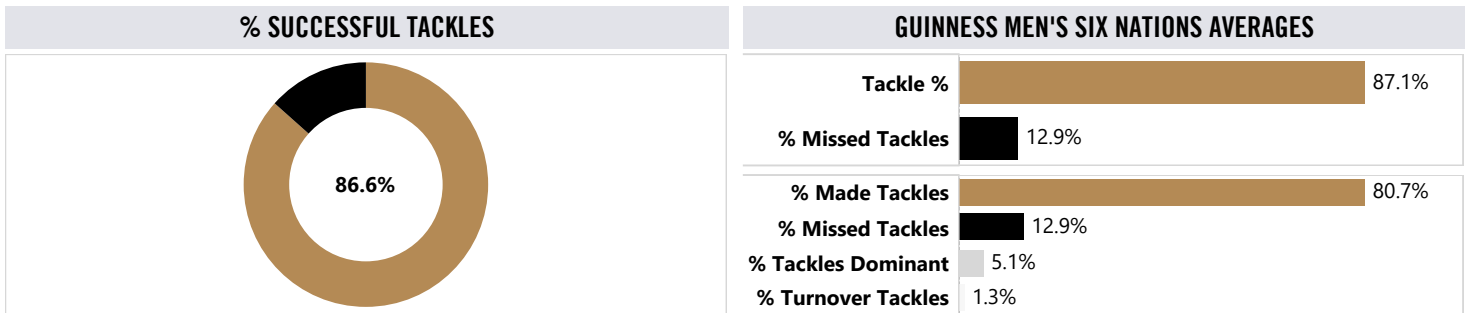 % SUCCESSFUL TACKLES
86.6%
GUINNESS MEN'S SIX NATIONS AVERAGES
Tackle % 87.1%
% Missed Tackles 12.9%
% Made Tackles 80.7%
% Missed Tackles 12.9%
% Tackles Dominant 5.1%
% Turnover Tackles 1.3%